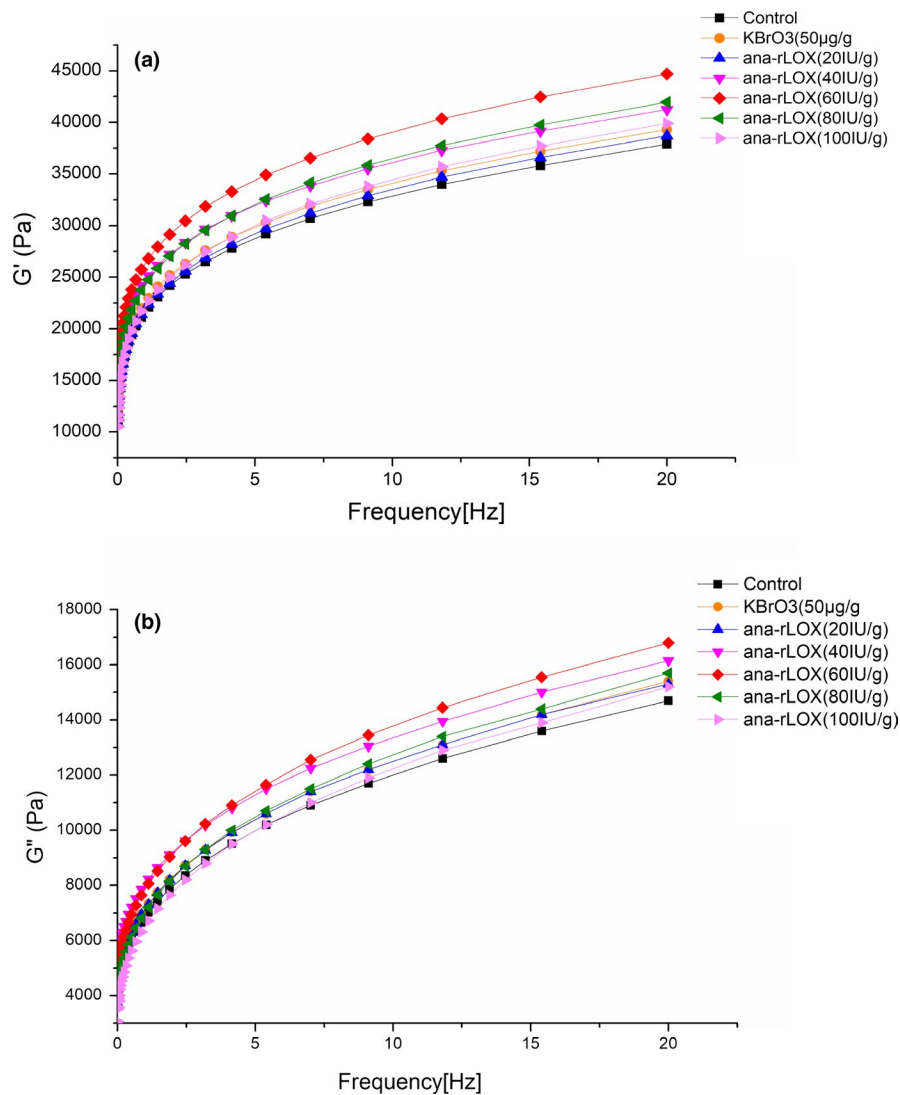 Control
KBrO3(50µg/g
ana-rLOX(20IU/g)
ana-rLOX(40IU/g)
ana-rLOX(60IU/g)
ana-rLOX(80IU/g)
ana-rLOX(100IU/g)
(a)
45000
40000
35000
30000
25000
20000
15000
10000
G' (Pa)
0 5 10 15 20
Frequency[Hz]
Control
KBrO3(50µg/g
ana-rLOX(20IU/g)
ana-rLOX(40IU/g)
ana-rLOX(60IU/g)
ana-rLOX(80IU/g)
ana-rLOX(100IU/g)
(b)
18000
16000
14000
12000
10000
8000
6000
4000
G" (Pa)
0 5 10 15 20
Frequency[Hz]